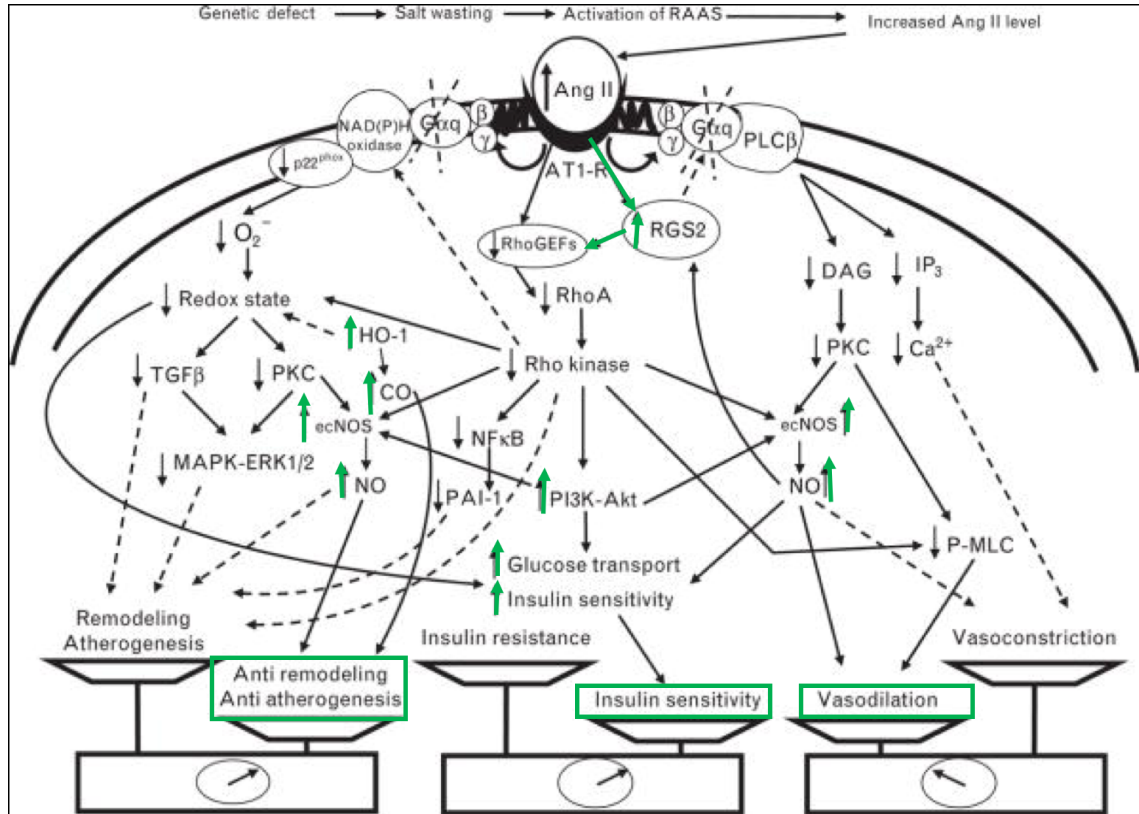 Genetic defect Salt wasting Activation of RAAS Increased Ang II level
Ang II
NAD(P)H
oxidase
Gαq
β
γ
β
γ
Gαq
PLCβ
p22phox
AT1-R
O2−
RhoGEFs
RGS2
DAG
IP3
Redox state
HO-1
RhoA
TGFβ
PKC
CO
Rho kinase
PKC
Ca2+
ecNOS
NFκB
ecNOS
MAPK-ERK1/2
NO
PAI-1
PI3K-Akt
NO
P-MLC
Glucose transport
Insulin sensitivity
Remodeling
Atherogenesis
Insulin resistance
Vasoconstriction
Anti remodeling
Anti atherogenesis
Insulin sensitivity
Vasodilation